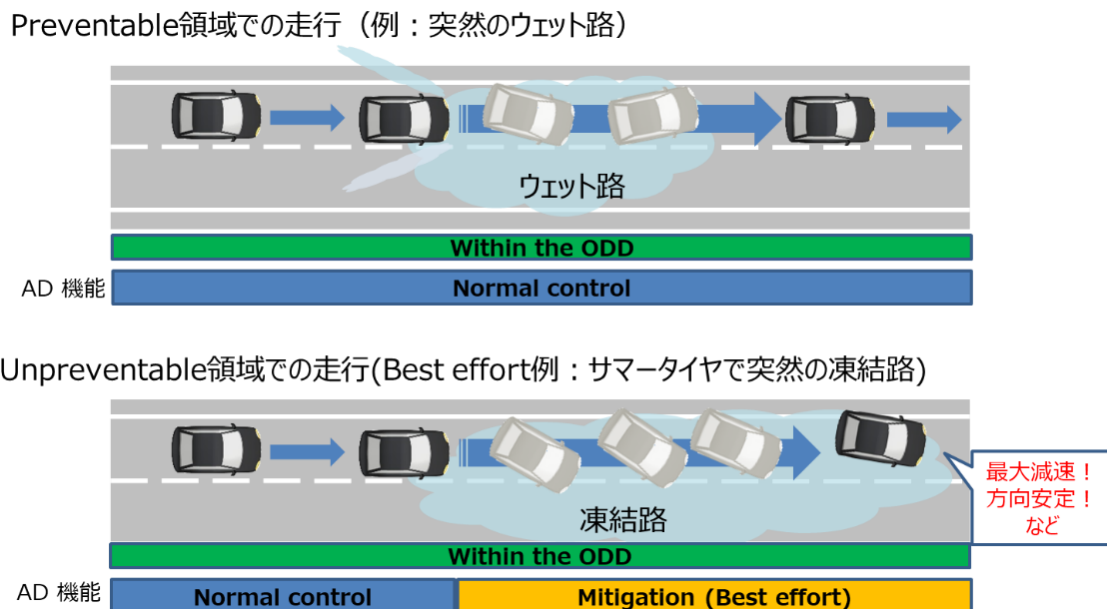 Preventable領域での走行（例：突然のウェット路）
ウェット路
Within the ODD
AD 機能
Normal control
Unpreventable領域での走行(Best effort例：サマータイヤで突然の凍結路)
最大減速！
方向安定！
など
凍結路
Within the ODD
AD 機能
Normal control
Mitigation (Best effort)